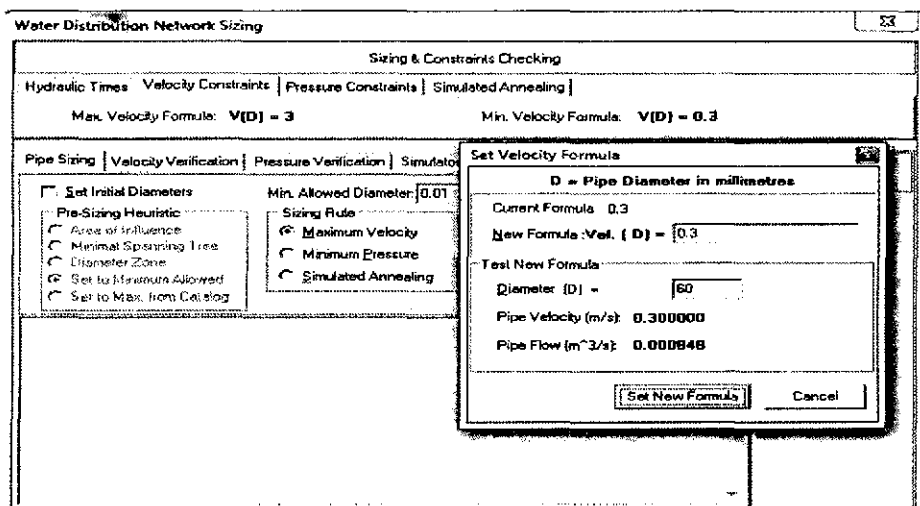 Water Distribution Network Sizing
Sizing & Constraints Checking
Hydraulic Times Velocity Constraints Pressure Constraints Simulated Annealing
Max. Velocity Formula: V(D) = 3 Min. Velocity Formula: V(D) = 0.3
Pipe Sizing Velocity Verification Pressure Verification Simulato
Set Initial Diameters Min. Allowed Diameter: 0.01
Pre-Sizing Heuristic
Area of Influence
Minimal Spanning Tree
Diameter Zone
Set to Minimum Allowed
Set to Max. from Catalog
Sizing Rule
Maximum Velocity
Minimum Pressure
Simulated Annealing
Set Velocity Formula
D = Pipe Diameter in millimetres
Current Formula 0.3
New Formula :Vel. ( D) = 0.3
Test New Formula
Diameter (D) = 60
Pipe Velocity (m/s): 0.300000
Pipe Flow (m^3/s): 0.000848
Set New Formula Cancel